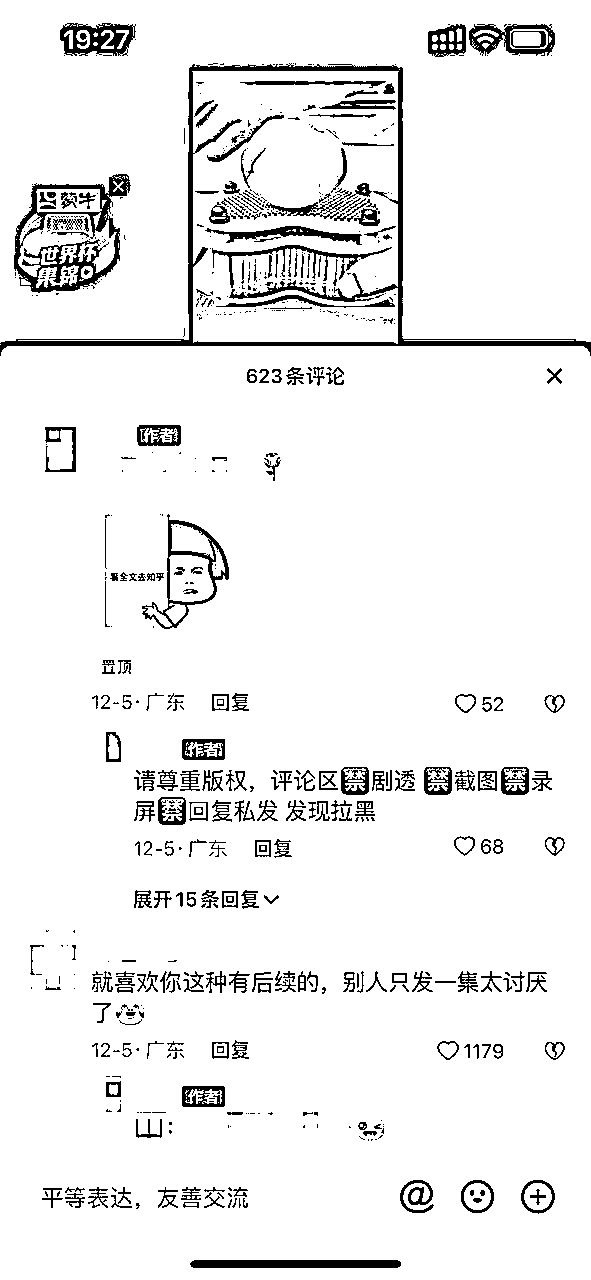 19:27
蒙牛
世界杯
集锦
623条评论
作者
看全文去知乎
置顶
12-5·广东 回复
52
作者
请尊重版权，评论区禁剧透 禁截图禁录
屏禁回复私发 发现拉黑
12-5·广东 回复
68
展开15条回复
就喜欢你这种有后续的，别人只发一集太讨厌
了
12-5·广东 回复
1179
作者
平等表达，友善交流